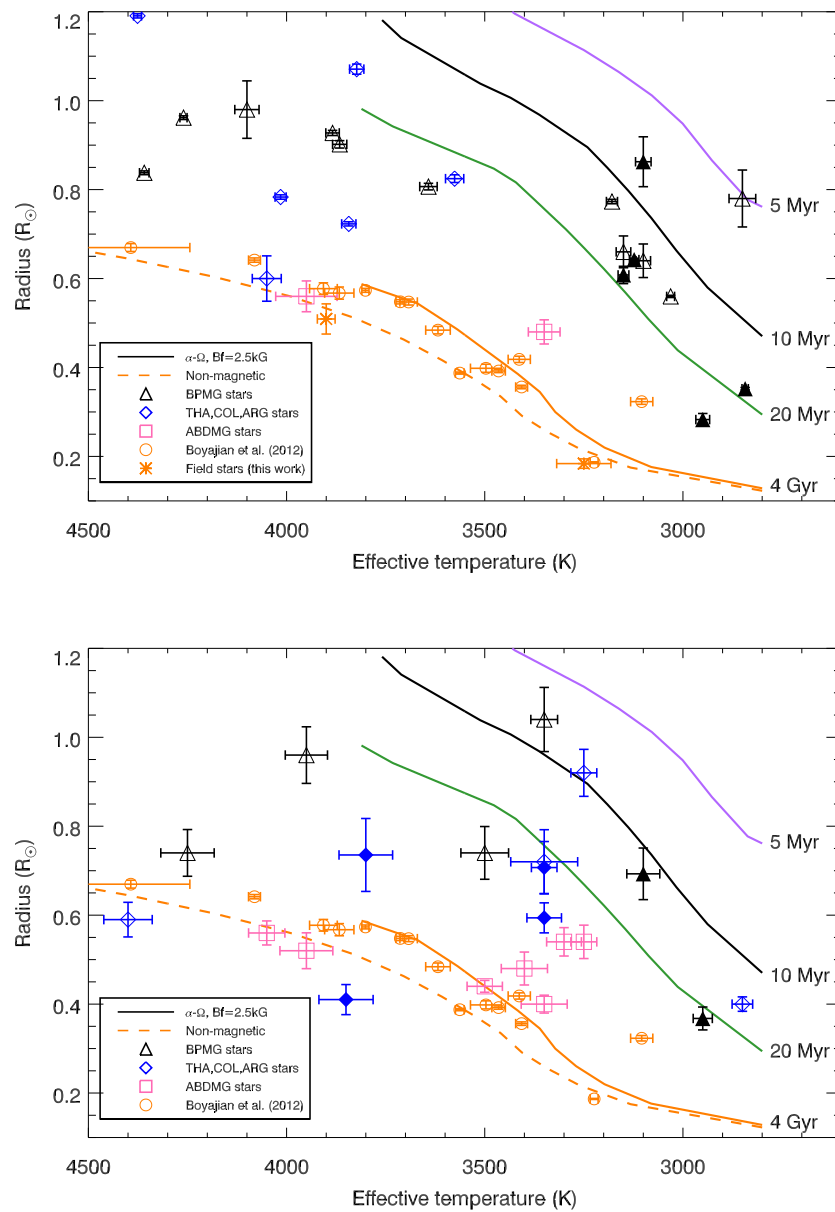 1.2
1.0
0.8
0.6
0.4
0.2
Radius (R☉)
5 Myr
10 Myr
20 Myr
4 Gyr
α-Ω, Bf=2.5kG
Non-magnetic
BPMG stars
THA,COL,ARG stars
ABDMG stars
Boyajian et al. (2012)
Field stars (this work)
4500 4000 3500 3000
Effective temperature (K)
1.2
1.0
0.8
0.6
0.4
0.2
Radius (R☉)
5 Myr
10 Myr
20 Myr
4 Gyr
α-Ω, Bf=2.5kG
Non-magnetic
BPMG stars
THA,COL,ARG stars
ABDMG stars
Boyajian et al. (2012)
4500 4000 3500 3000
Effective temperature (K)